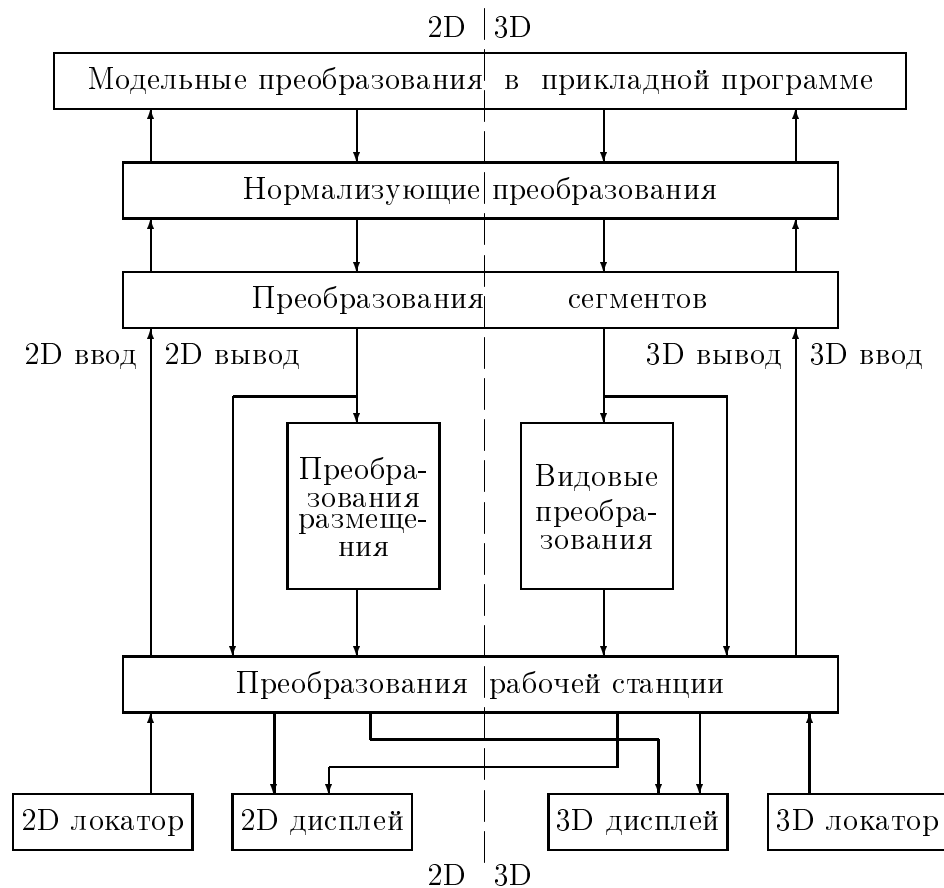 2D 3D
Модельные преобразования в прикладной программе
Нормализующие преобразования
Преобразования сегментов
2D ввод 2D вывод 3D вывод 3D ввод
Преобра-
зования
размеще-
ния
Видовые
преобра-
зования
Преобразования рабочей станции
2D локатор 2D дисплей 3D дисплей 3D локатор
2D 3D